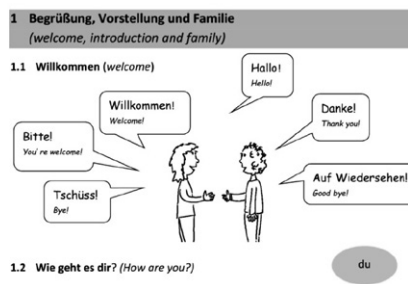 1 Begrüßung, Vorstellung und Familie
(welcome, introduction and family)
1.1 Willkommen (welcome)
Hallo!
Hello!
Willkommen!
Welcome!
Danke!
Thank you!
Bitte!
You're welcome!
Auf Wiedersehen!
Good bye!
Tschüss!
Bye!
1.2 Wie geht es dir? (How are you?)
du